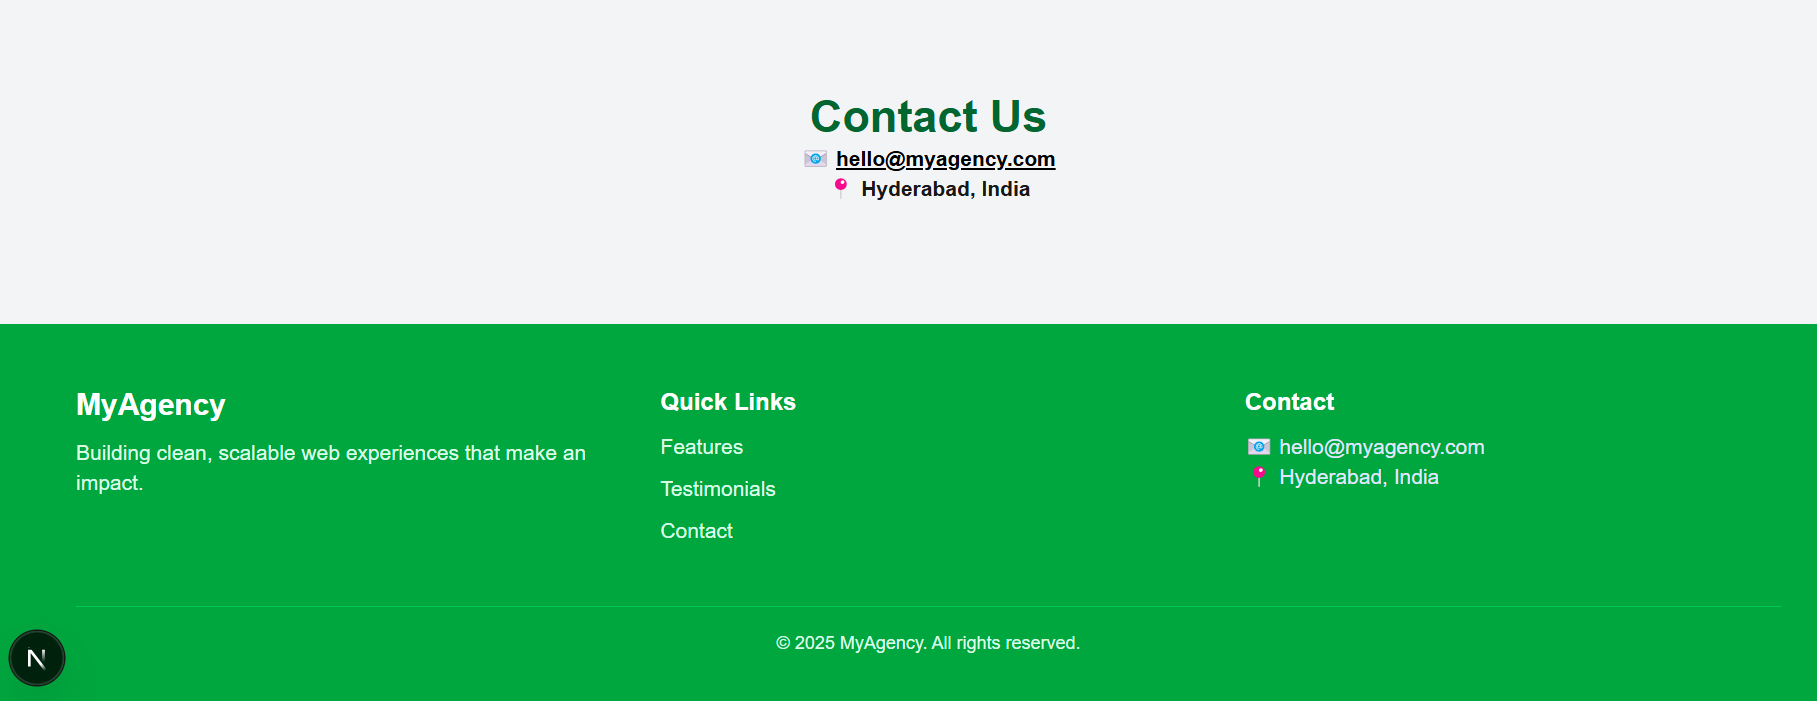 Contact Us
📧 hello@myagency.com
📍 Hyderabad, India
MyAgency
Building clean, scalable web experiences that make an
impact.
Quick Links
Features
Testimonials
Contact
Contact
📧 hello@myagency.com
📍 Hyderabad, India
© 2025 MyAgency. All rights reserved.
N